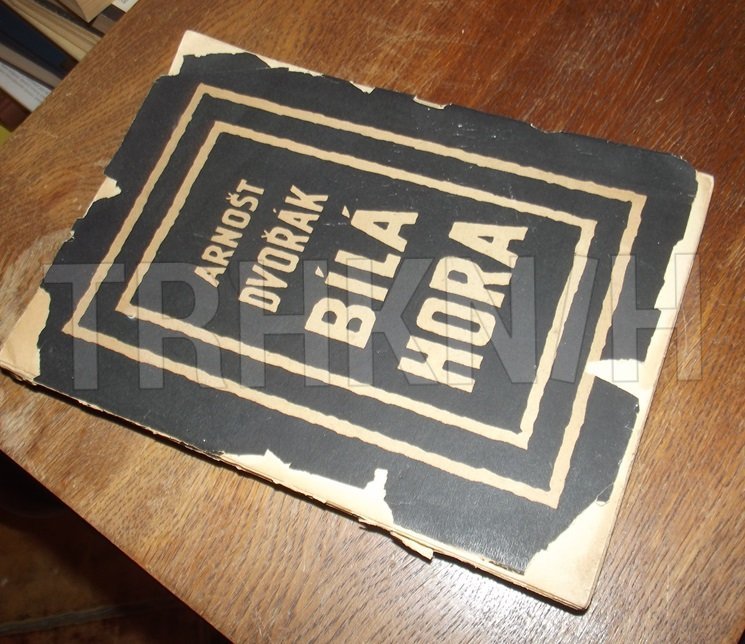 ARNOŠT
DVOŘÁK
BÍLÁ
HORA
TRHKNIH